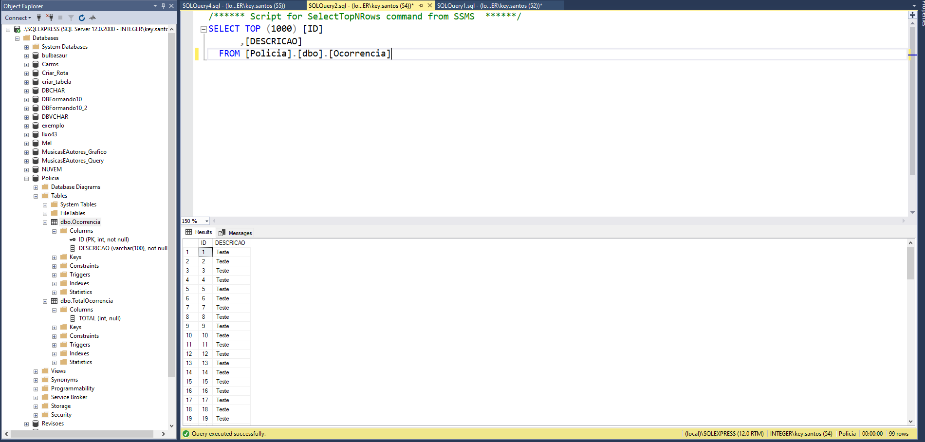 Object Explorer
Connect
.\SQLEXPRESS (SQL Server 12.0.2000 - INTEGER\key.santos
Databases
System Databases
bulbasaur
Carros
Criar_Rota
criar_tabela
DBCHAR
DBFormando10
DBFormando10_2
DBVCHAR
exemplo
lixo43
Mel
MusicasEAutores_Grafico
MusicasEAutores_Query
NUVEM
Policia
Database Diagrams
Tables
System Tables
FileTables
dbo.Ocorrencia
Columns
ID (PK, int, not null)
DESCRICAO (varchar(100), not null
Keys
Constraints
Triggers
Indexes
Statistics
dbo.TotalOcorrencia
Columns
TOTAL (int, null)
Keys
Constraints
Triggers
Indexes
Statistics
Views
Synonyms
Programmability
Service Broker
Storage
Security
Revisoes
SQLQuery4.sql - (lo...ER\key.santos (55))
SQLQuery2.sql - (lo...ER\key.santos (54))*
SQLQuery1.sql - (lo...ER\key.santos (52))*
/****** Script for SelectTopNRows command from SSMS ******/
SELECT TOP (1000) [ID]
,[DESCRICAO]
FROM [Policia].[dbo].[Ocorrencia]
150 %
Results Messages
ID DESCRICAO
1 1 Teste
2 2 Teste
3 3 Teste
4 4 Teste
5 5 Teste
6 6 Teste
7 7 Teste
8 8 Teste
9 9 Teste
10 10 Teste
11 11 Teste
12 12 Teste
13 13 Teste
14 14 Teste
15 15 Teste
16 16 Teste
17 17 Teste
18 18 Teste
19 19 Teste
Query executed successfully.
(local)\SQLEXPRESS (12.0 RTM) INTEGER\key.santos (54) Policia 00:00:00 99 rows